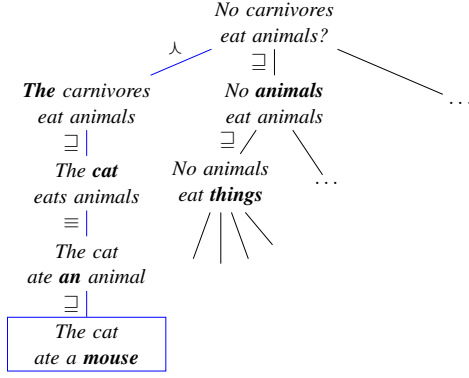 No carnivores
eat animals?
⋏
⊒
The carnivores
eat animals
No animals
eat animals
. . .
⊒
⊒
The cat
eats animals
No animals
eat things
. . .
≡
The cat
ate an animal
⊒
The cat
ate a mouse